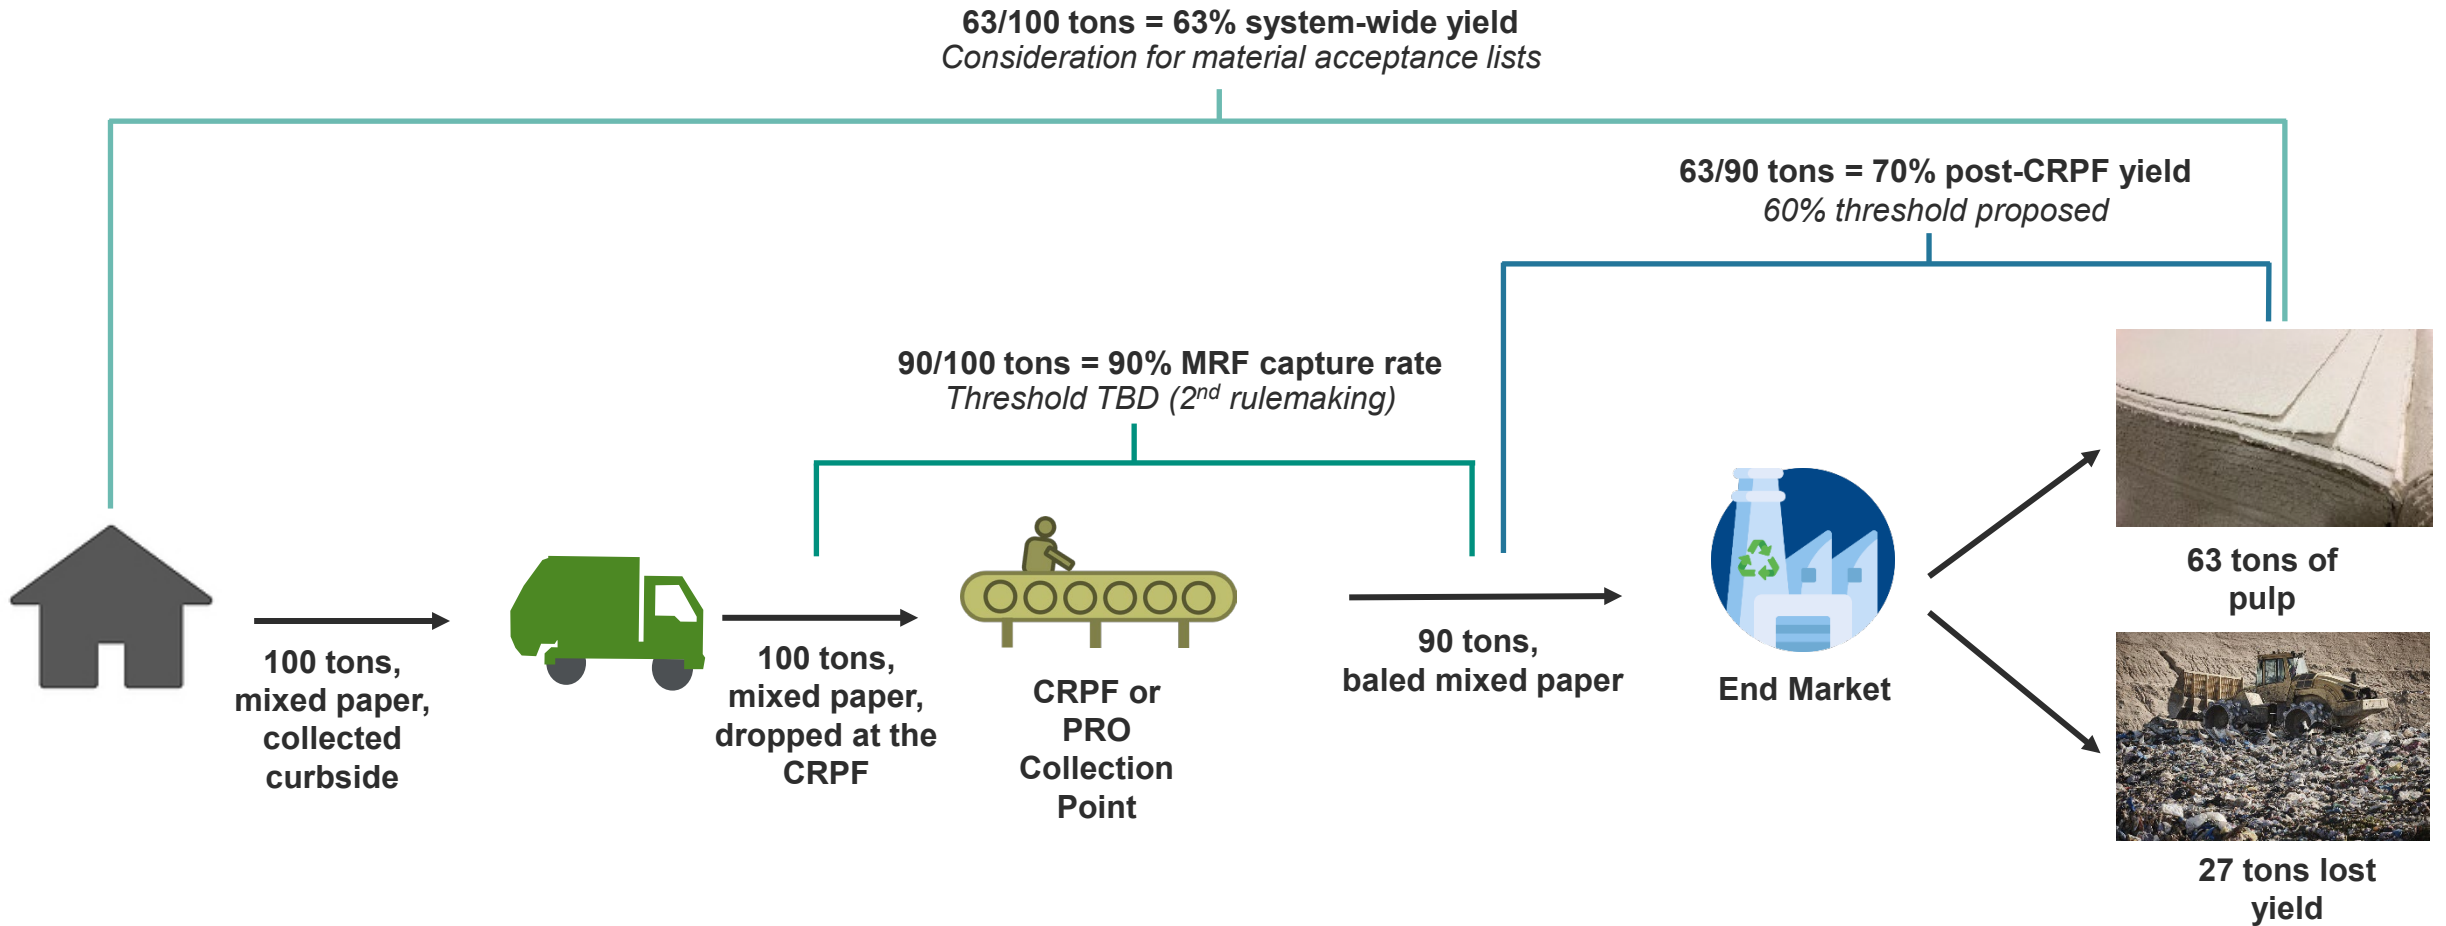 63/100 tons = 63% system-wide yield
Consideration for material acceptance lists
63/90 tons = 70% post-CRPF yield
60% threshold proposed
90/100 tons = 90% MRF capture rate
Threshold TBD (2nd rulemaking)
100 tons,
mixed paper,
collected
curbside
100 tons,
mixed paper,
dropped at the
CRPF
CRPF or
PRO
Collection
Point
90 tons,
baled mixed paper
End Market
63 tons of
pulp
27 tons lost
yield